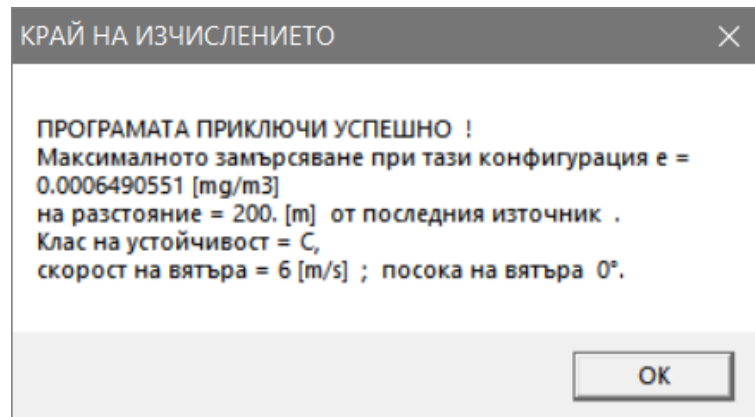 КРАЙ НА ИЗЧИСЛЕНИЕТО
ПРОГРАМАТА ПРИКЛЮЧИ УСПЕШНО !
Максималното замърсяване при тази конфигурация е =
0.0006490551 [mg/m3]
на разстояние = 200. [m] от последния източник .
Клас на устойчивост = C,
скорост на вятъра = 6 [m/s] ; посока на вятъра 0°.
OK